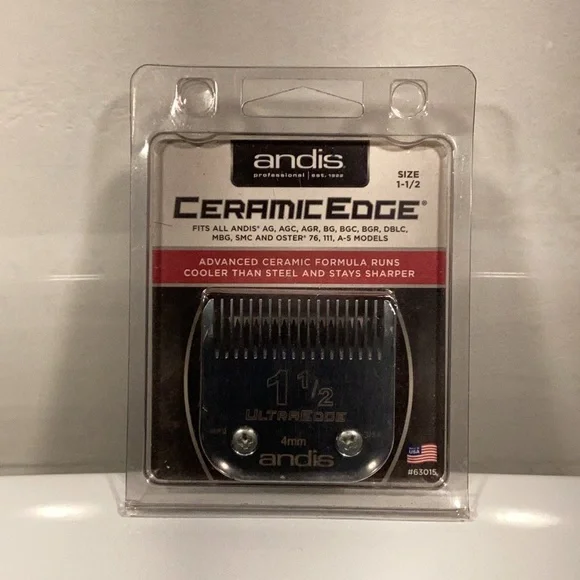 andis
professional | est. 1922
SIZE
1-1/2
CERAMICEDGE®
FITS ALL ANDIS® AG, AGC, AGR, BG, BGC, BGR, DBLC,
MBG, SMC AND OSTER® 76, 111, A-5 MODELS
ADVANCED CERAMIC FORMULA RUNS
COOLER THAN STEEL AND STAYS SHARPER
1 1/2
ULTRAEDGE
4mm
andis
USA
#63015